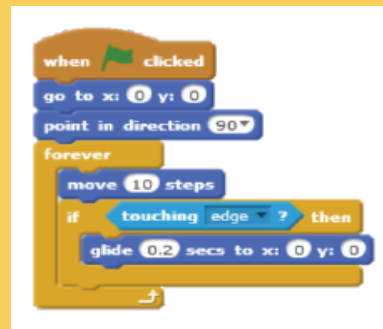 when clicked
go to x: 0 y: 0
point in direction 90
forever
move 10 steps
if touching edge ? then
glide 0.2 secs to x: 0 y: 0